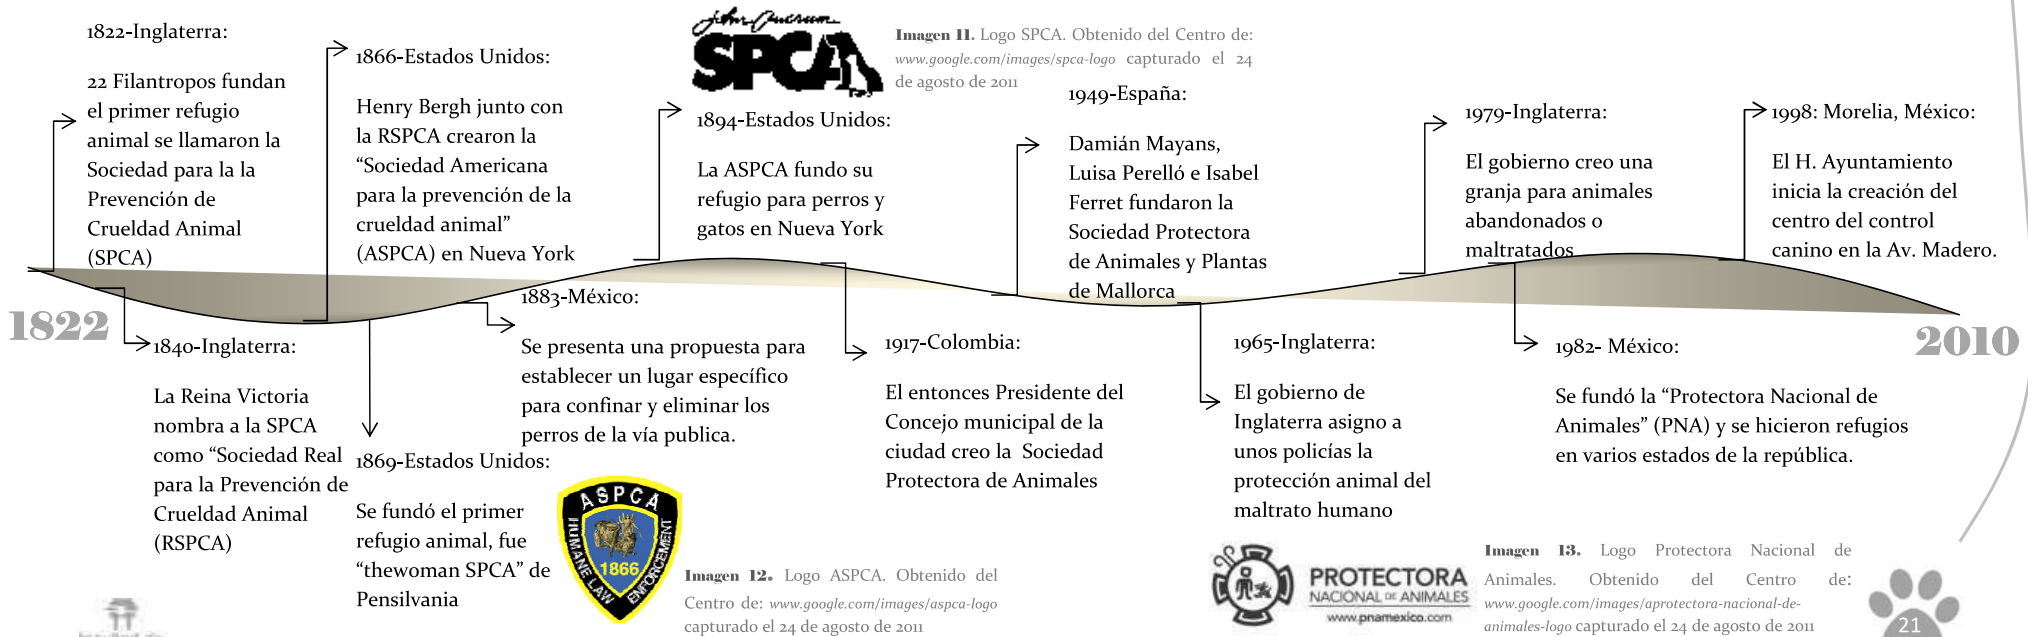 1822-Inglaterra:
22 Filantropos fundan
el primer refugio
animal se llamaron la
Sociedad para la la
Prevención de
Crueldad Animal
(SPCA)
1866-Estados Unidos:
Henry Bergh junto con
la RSPCA crearon la
“Sociedad Americana
para la prevención de la
crueldad animal”
(ASPCA) en Nueva York
SPCA
Imagen 11. Logo SPCA. Obtenido del Centro de:
www.google.com/images/spca-logo capturado el 24
de agosto de 2011
1894-Estados Unidos:
La ASPCA fundo su
refugio para perros y
gatos en Nueva York
1949-España:
Damián Mayans,
Luisa Perelló e Isabel
Ferret fundaron la
Sociedad Protectora
de Animales y Plantas
de Mallorca
1979-Inglaterra:
El gobierno creo una
granja para animales
abandonados o
maltratados
1998: Morelia, México:
El H. Ayuntamiento
inicia la creación del
centro del control
canino en la Av. Madero.
1822
2010
1840-Inglaterra:
La Reina Victoria
nombra a la SPCA
como “Sociedad Real
para la Prevención de
Crueldad Animal
(RSPCA)
1869-Estados Unidos:
Se fundó el primer
refugio animal, fue
“thewoman SPCA” de
Pensilvania
1883-México:
Se presenta una propuesta para
establecer un lugar específico
para confinar y eliminar los
perros de la vía publica.
ASPCA
HUMANE LAW
ENFORCEMENT
1866
Imagen 12. Logo ASPCA. Obtenido del
Centro de: www.google.com/images/aspca-logo
capturado el 24 de agosto de 2011
1917-Colombia:
El entonces Presidente del
Concejo municipal de la
ciudad creo la Sociedad
Protectora de Animales
1965-Inglaterra:
El gobierno de
Inglaterra asigno a
unos policías la
protección animal del
maltrato humano
1982- México:
Se fundó la “Protectora Nacional de
Animales” (PNA) y se hicieron refugios
en varios estados de la república.
PROTECTORA
NACIONAL DE ANIMALES
www.pnamexico.com
Imagen 13. Logo Protectora Nacional de
Animales. Obtenido del Centro de:
www.google.com/images/aprotectora-nacional-de-
animales-logo capturado el 24 de agosto de 2011
21